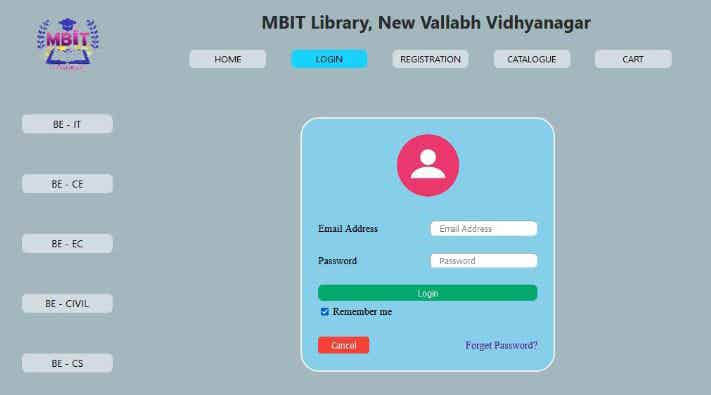 MBIT
MBIT Library, New Vallabh Vidhyanagar
HOME LOGIN REGISTRATION CATALOGUE CART
BE - IT
BE - CE
BE - EC
BE - CIVIL
BE - CS
Email Address Email Address
Password Password
Login
Remember me
Cancel Forget Password?